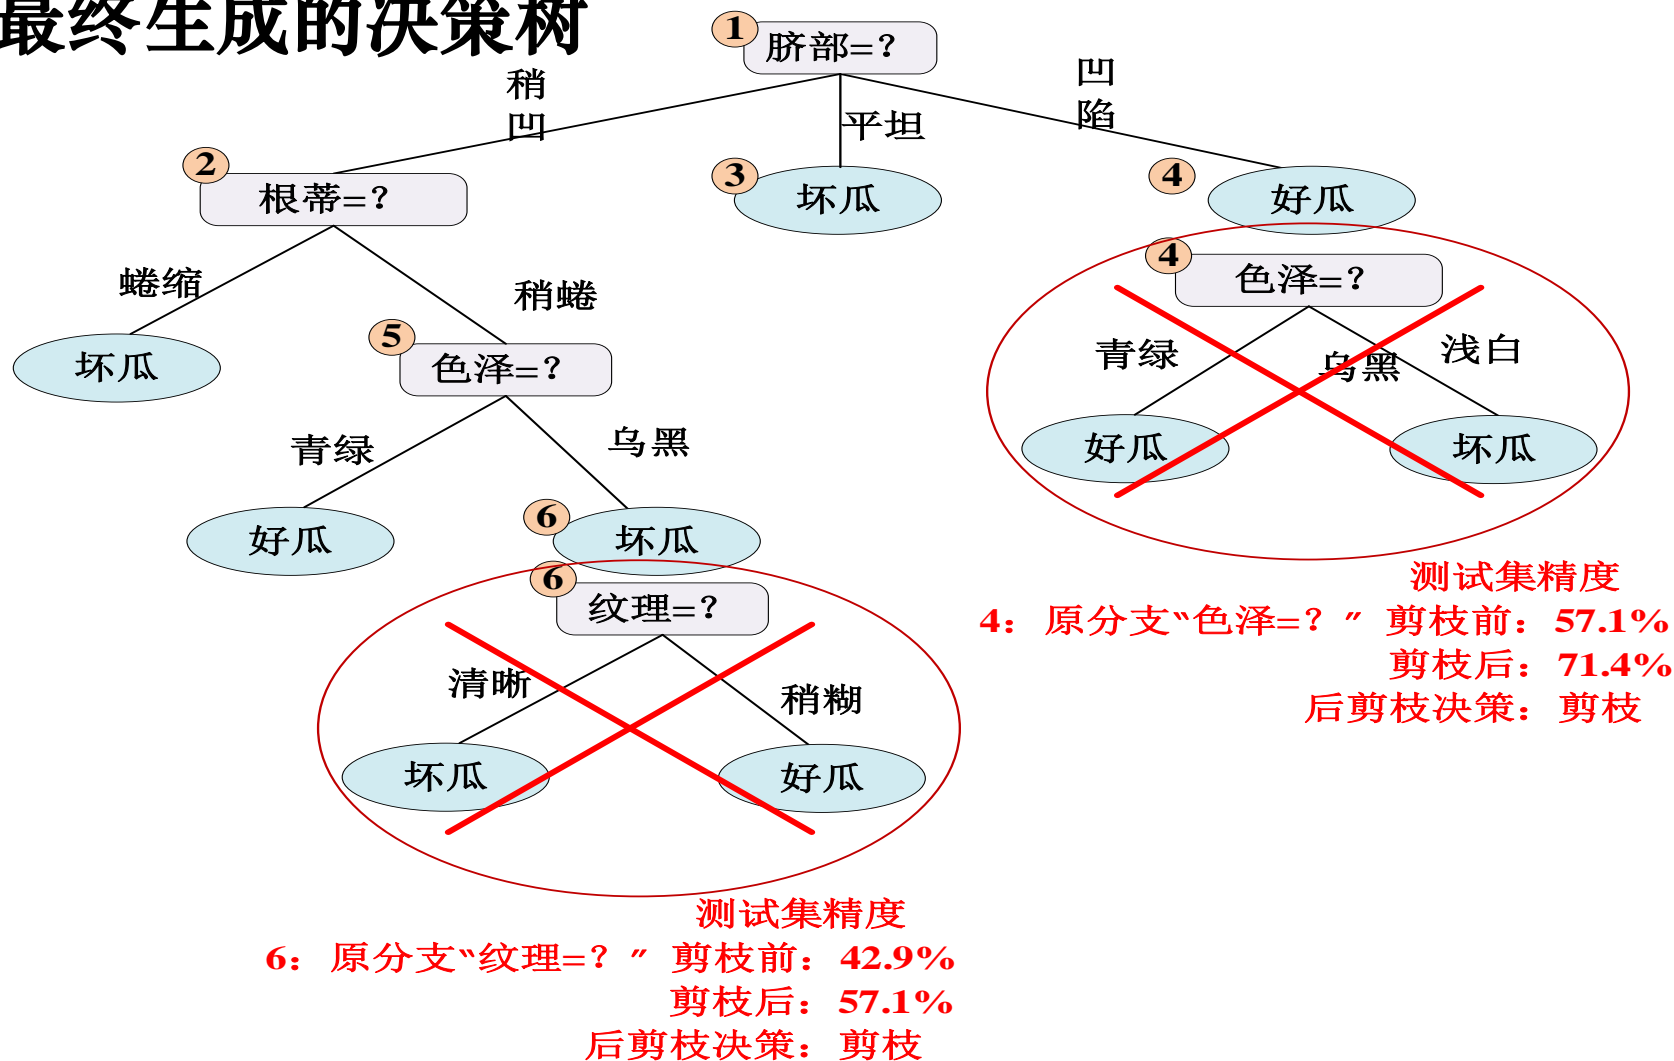 最终生成的决策树
1
脐部=?
稍
凹
平坦
凹
陷
2
根蒂=?
3
坏瓜
4
好瓜
蜷缩
稍蜷
坏瓜
5
色泽=?
4
色泽=?
青绿
乌黑
浅白
好瓜
坏瓜
青绿
乌黑
好瓜
6
坏瓜
6
纹理=?
清晰
稍糊
坏瓜
好瓜
测试集精度
4：原分支“色泽=?” 剪枝前：57.1%
剪枝后：71.4%
后剪枝决策：剪枝
测试集精度
6：原分支“纹理=?” 剪枝前：42.9%
剪枝后：57.1%
后剪枝决策：剪枝